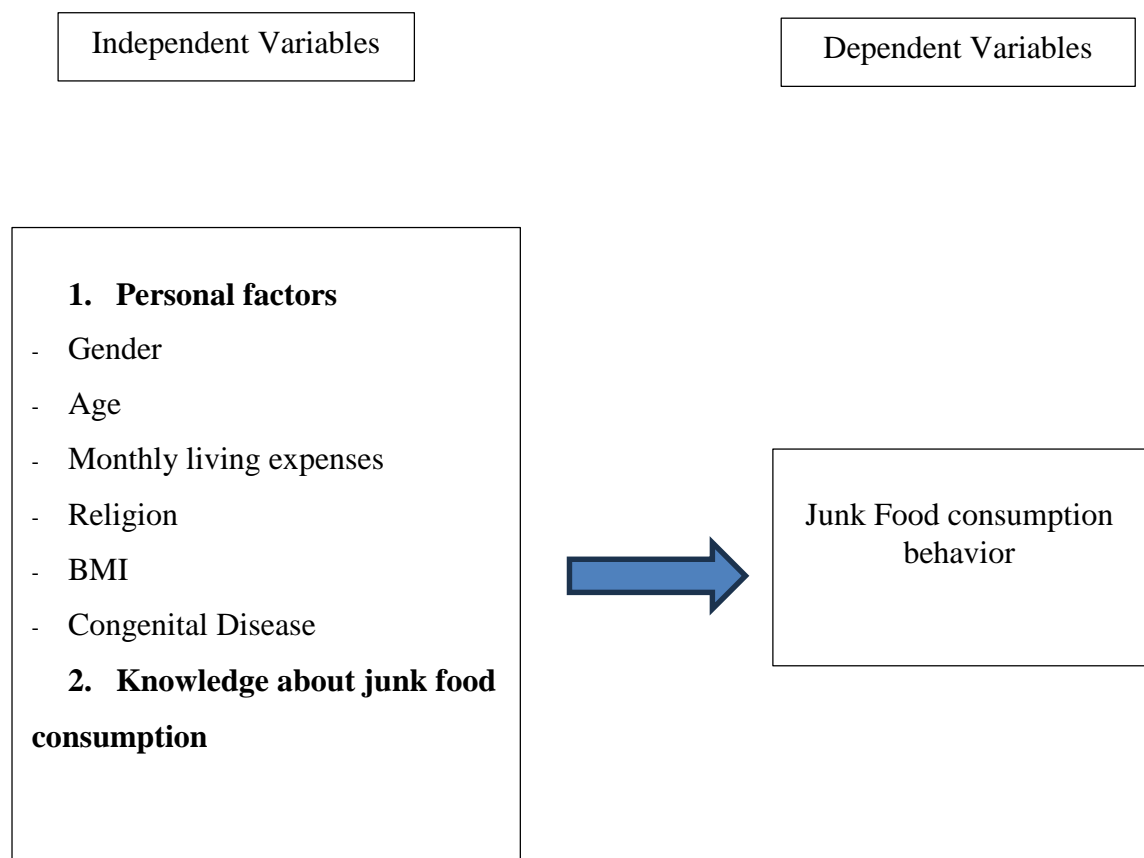 Independent Variables
Dependent Variables
1. Personal factors
- Gender
- Age
- Monthly living expenses
- Religion
- BMI
- Congenital Disease
2. Knowledge about junk food
consumption
Junk Food consumption
behavior